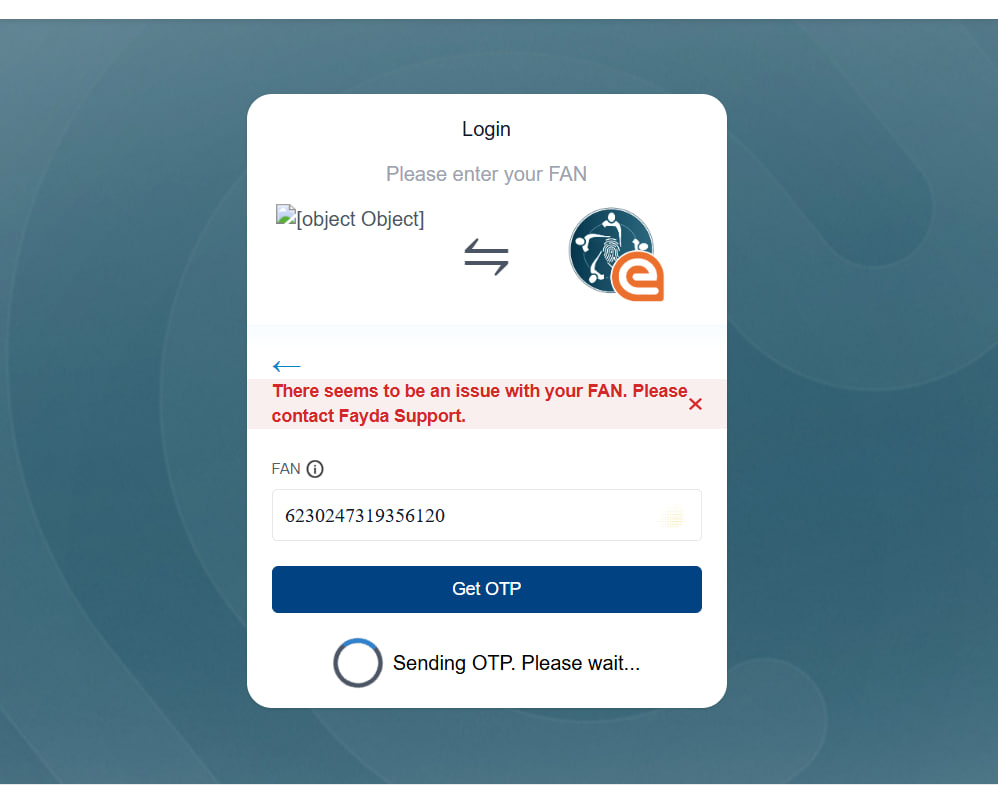 Login
Please enter your FAN
[object Object]
e
There seems to be an issue with your FAN. Please
contact Fayda Support.
FAN
6230247319356120
Get OTP
Sending OTP. Please wait...